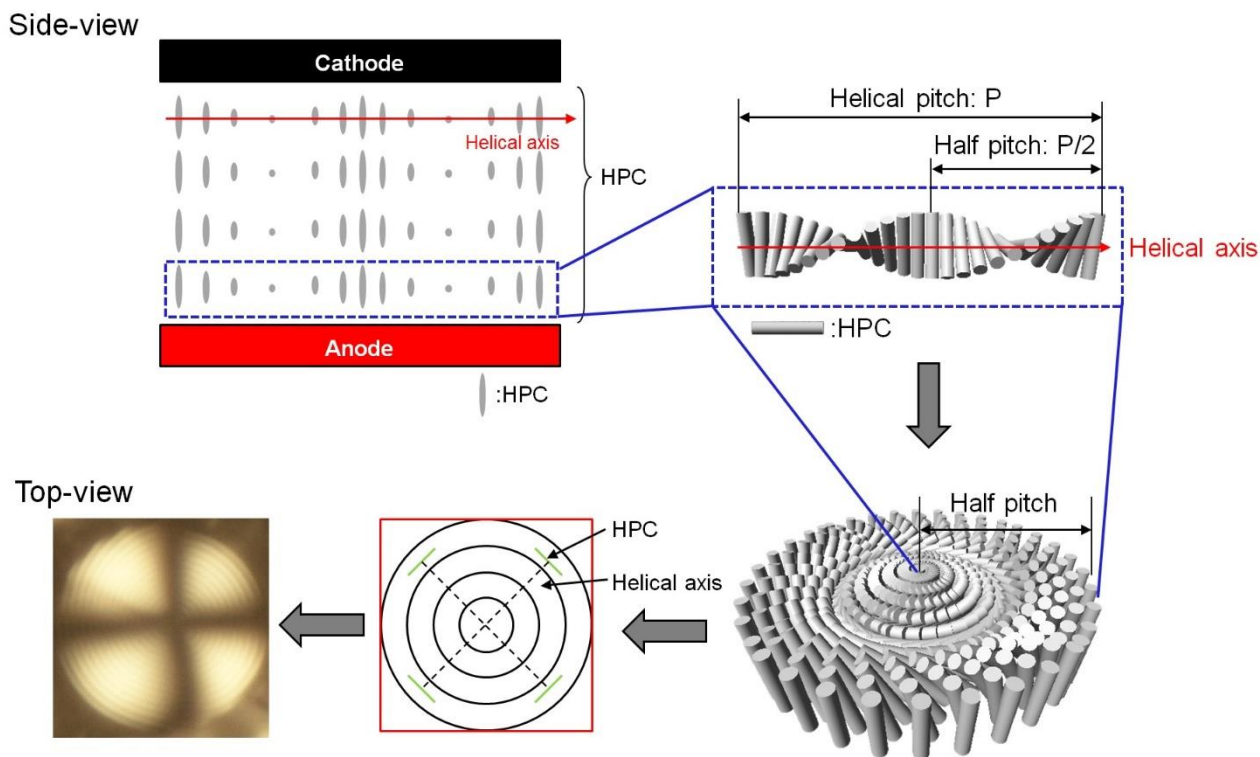 Side-view
Cathode
Helical axis
HPC
Anode
:HPC
Helical pitch: P
Half pitch: P/2
Helical axis
:HPC
Top-view
HPC
Helical axis
Half pitch